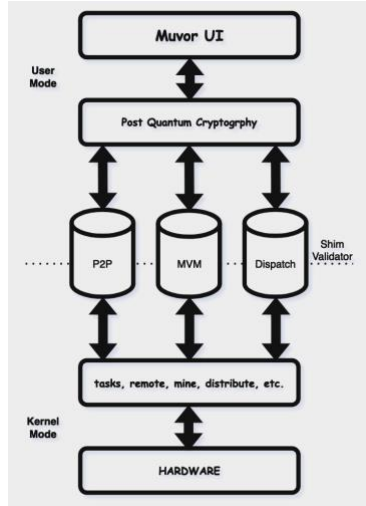 Muvor UI
User
Mode
Post Quantum Cryptogrphy
P2P
MVM
Dispatch
Shim
Validator
tasks, remote, mine, distribute, etc.
Kernel
Mode
HARDWARE